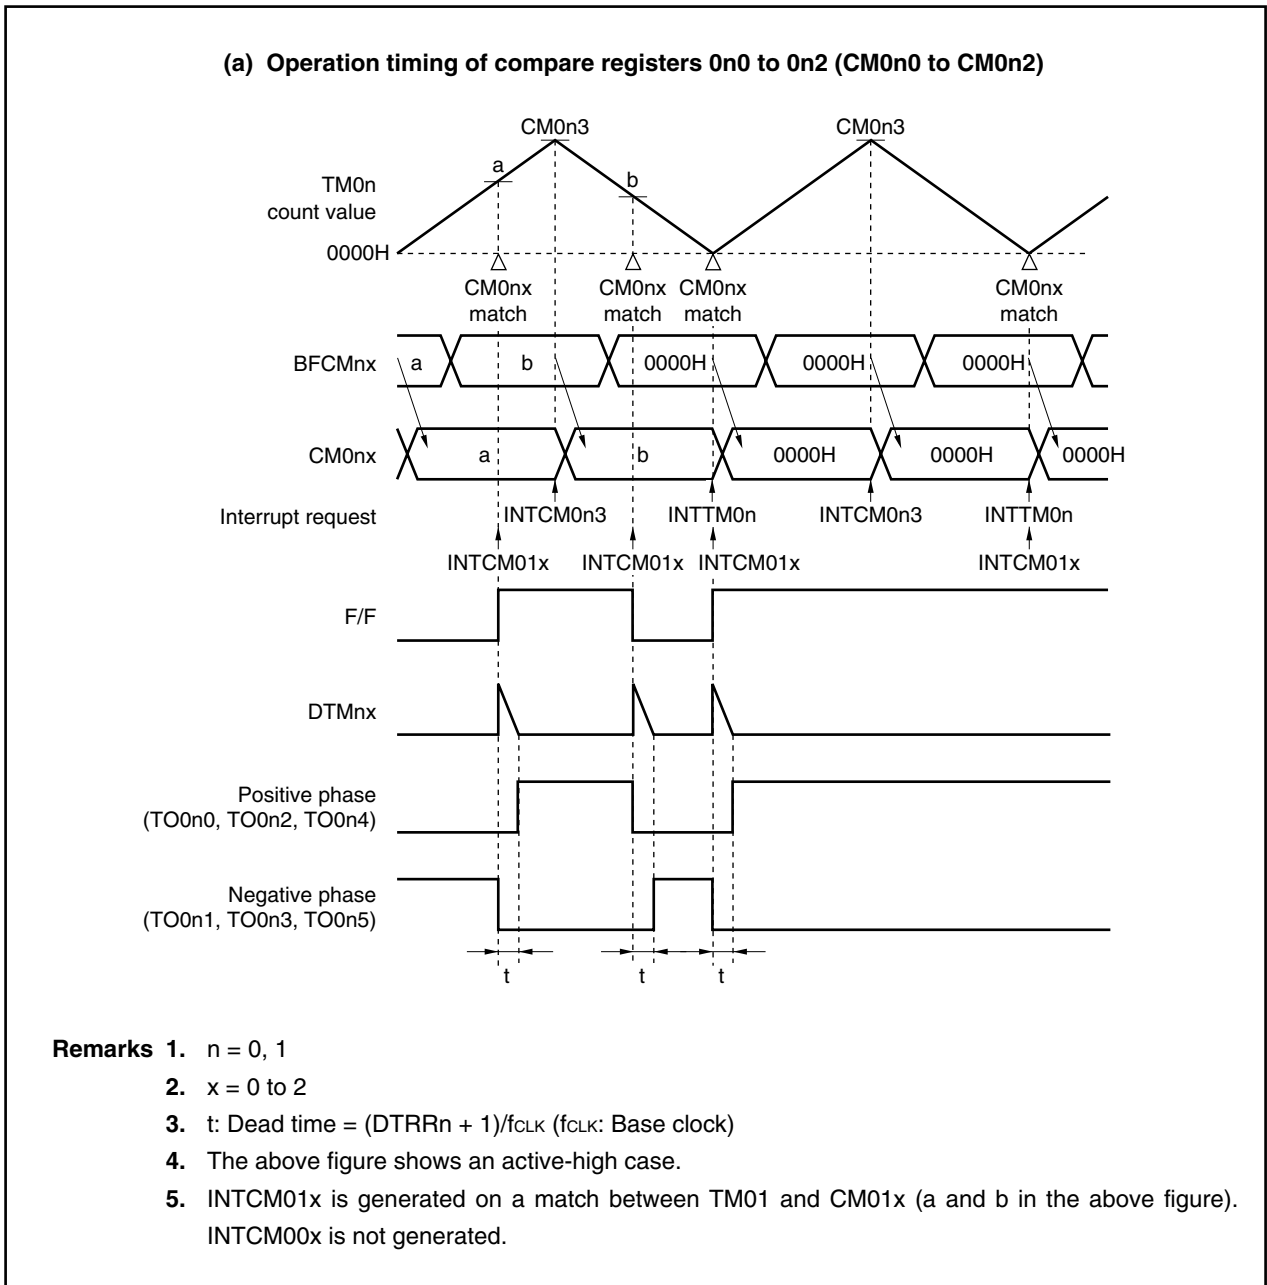 (a) Operation timing of compare registers 0n0 to 0n2 (CM0n0 to CM0n2)
CM0n3 CM0n3
a
b
TM0n
count value
0000H
CM0nx CM0nx CM0nx CM0nx
match match match match
BFCMnx a b 0000H 0000H 0000H
CM0nx a b 0000H 0000H 0000H
Interrupt request INTCM0n3 INTTM0n INTCM0n3 INTTM0n
INTCM01x INTCM01x INTCM01x INTCM01x
F/F
DTMnx
Positive phase
(TO0n0, TO0n2, TO0n4)
Negative phase
(TO0n1, TO0n3, TO0n5)
t t t
Remarks 1. n = 0, 1
2. x = 0 to 2
3. t: Dead time = (DTRRn + 1)/fCLK (fCLK: Base clock)
4. The above figure shows an active-high case.
5. INTCM01x is generated on a match between TM01 and CM01x (a and b in the above figure).
INTCM00x is not generated.